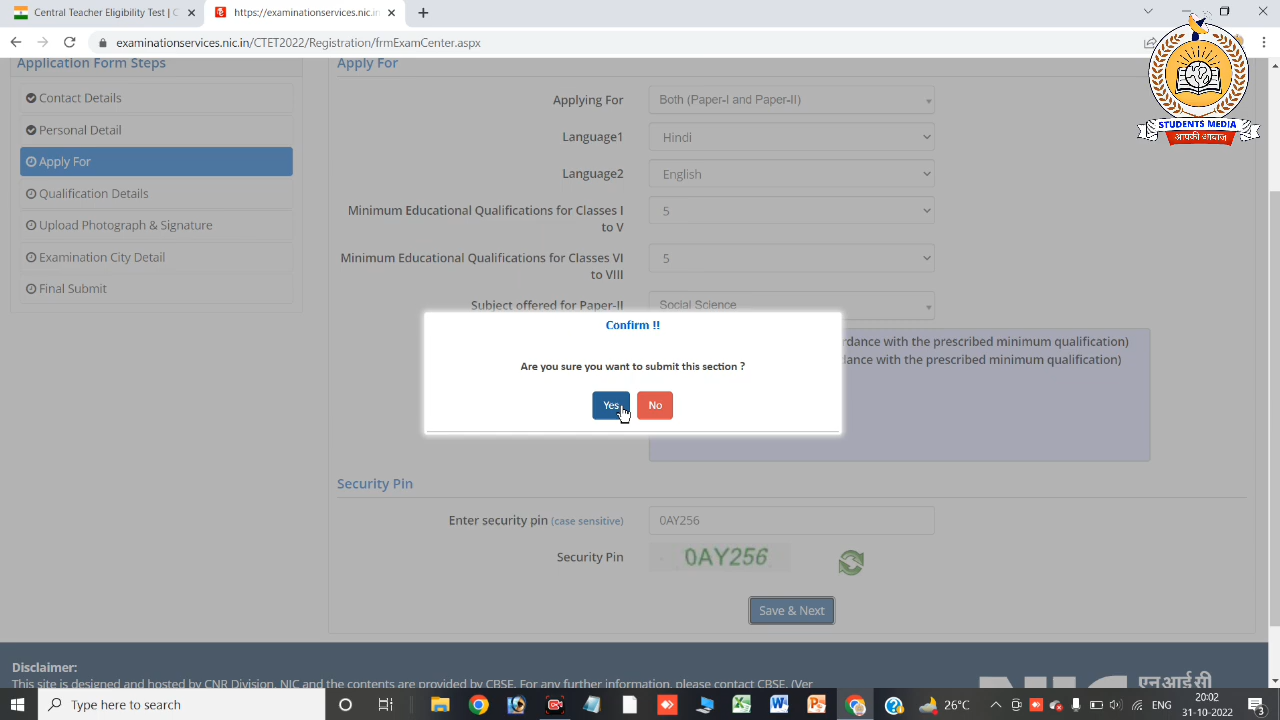 Central Teacher Eligibility Test | C
https://examinationservices.nic.in
examinationservices.nic.in/CTET2022/Registration/frmExamCenter.aspx
STUDENTS MEDIA
आपकी आवाज़
Application Form Steps
Contact Details
Personal Detail
Apply For
Qualification Details
Upload Photograph & Signature
Examination City Detail
Final Submit
Apply For
Applying For Both (Paper-I and Paper-II)
Language1 Hindi
Language2 English
Minimum Educational Qualifications for Classes I to V 5
Minimum Educational Qualifications for Classes VI to VIII 5
Subject offered for Paper-II Social Science
rdance with the prescribed minimum qualification)
dance with the prescribed minimum qualification)
Confirm !!
Are you sure you want to submit this section ?
Yes No
Security Pin
Enter security pin (case sensitive) 0AY256
Security Pin 0AY256
Save & Next
Disclaimer:
This site is designed and hosted by CNR Division, NIC and the contents are provided by CBSE. For any further information, please contact CBSE. (Ver
एन आई सी
Type here to search
26°C
ENG
20:02
31-10-2022
3